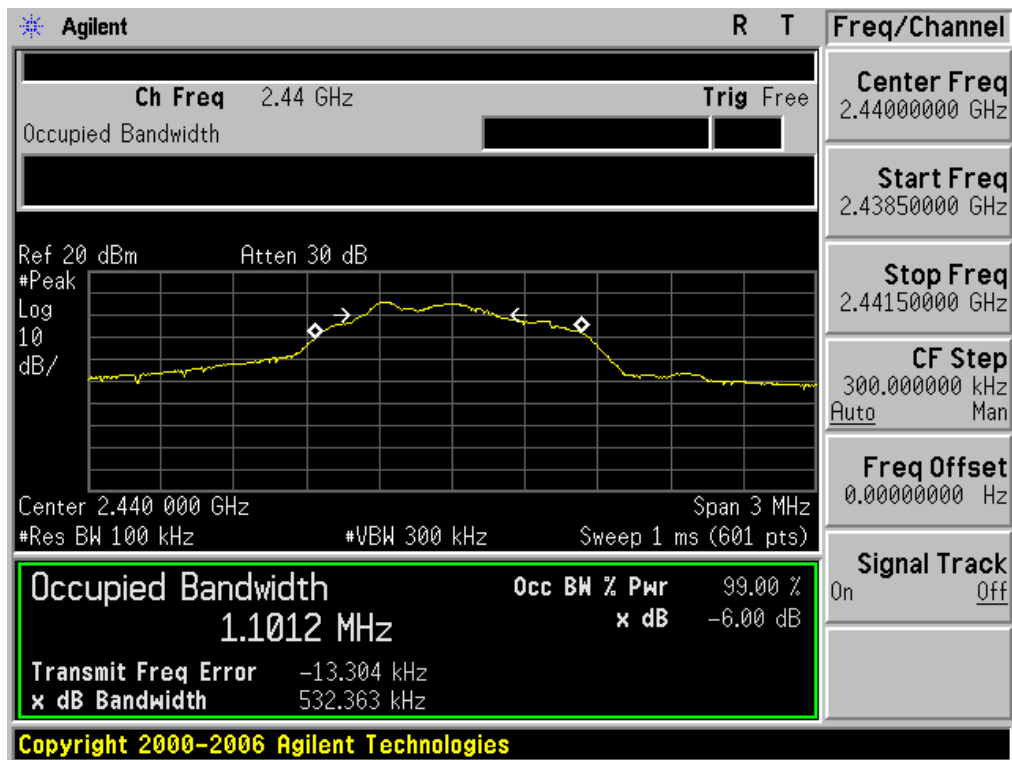 Agilent R T
Ch Freq 2.44 GHz Trig Free
Occupied Bandwidth
Ref 20 dBm Atten 30 dB
#Peak
Log
10
dB/
Center 2.440 000 GHz Span 3 MHz
#Res BW 100 kHz #VBW 300 kHz Sweep 1 ms (601 pts)
Occupied Bandwidth Occ BW % Pwr 99.00 %
1.1012 MHz x dB -6.00 dB
Transmit Freq Error -13.304 kHz
x dB Bandwidth 532.363 kHz
Copyright 2000-2006 Agilent Technologies
Freq/Channel
Center Freq
2.44000000 GHz
Start Freq
2.43850000 GHz
Stop Freq
2.44150000 GHz
CF Step
300.000000 kHz
Auto Man
Freq Offset
0.00000000 Hz
Signal Track
On Off